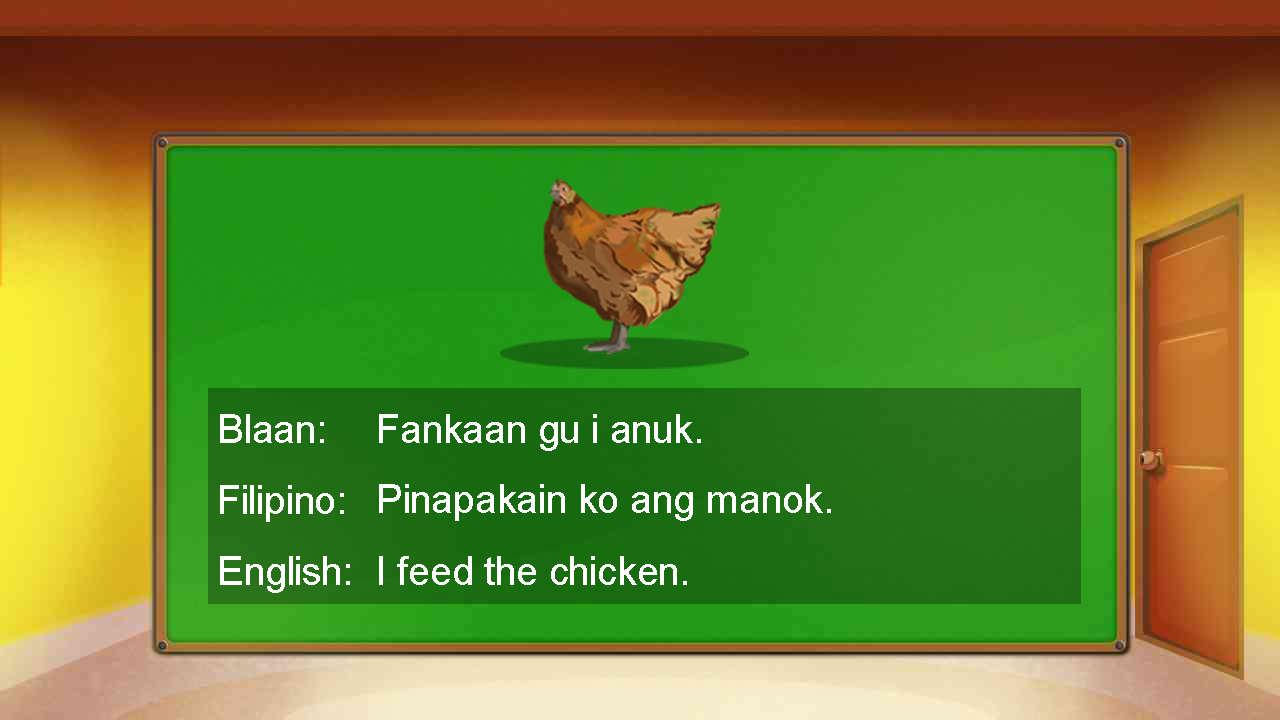 Blaan: Fankaan gu i anuk.
Filipino: Pinapakain ko ang manok.
English: I feed the chicken.